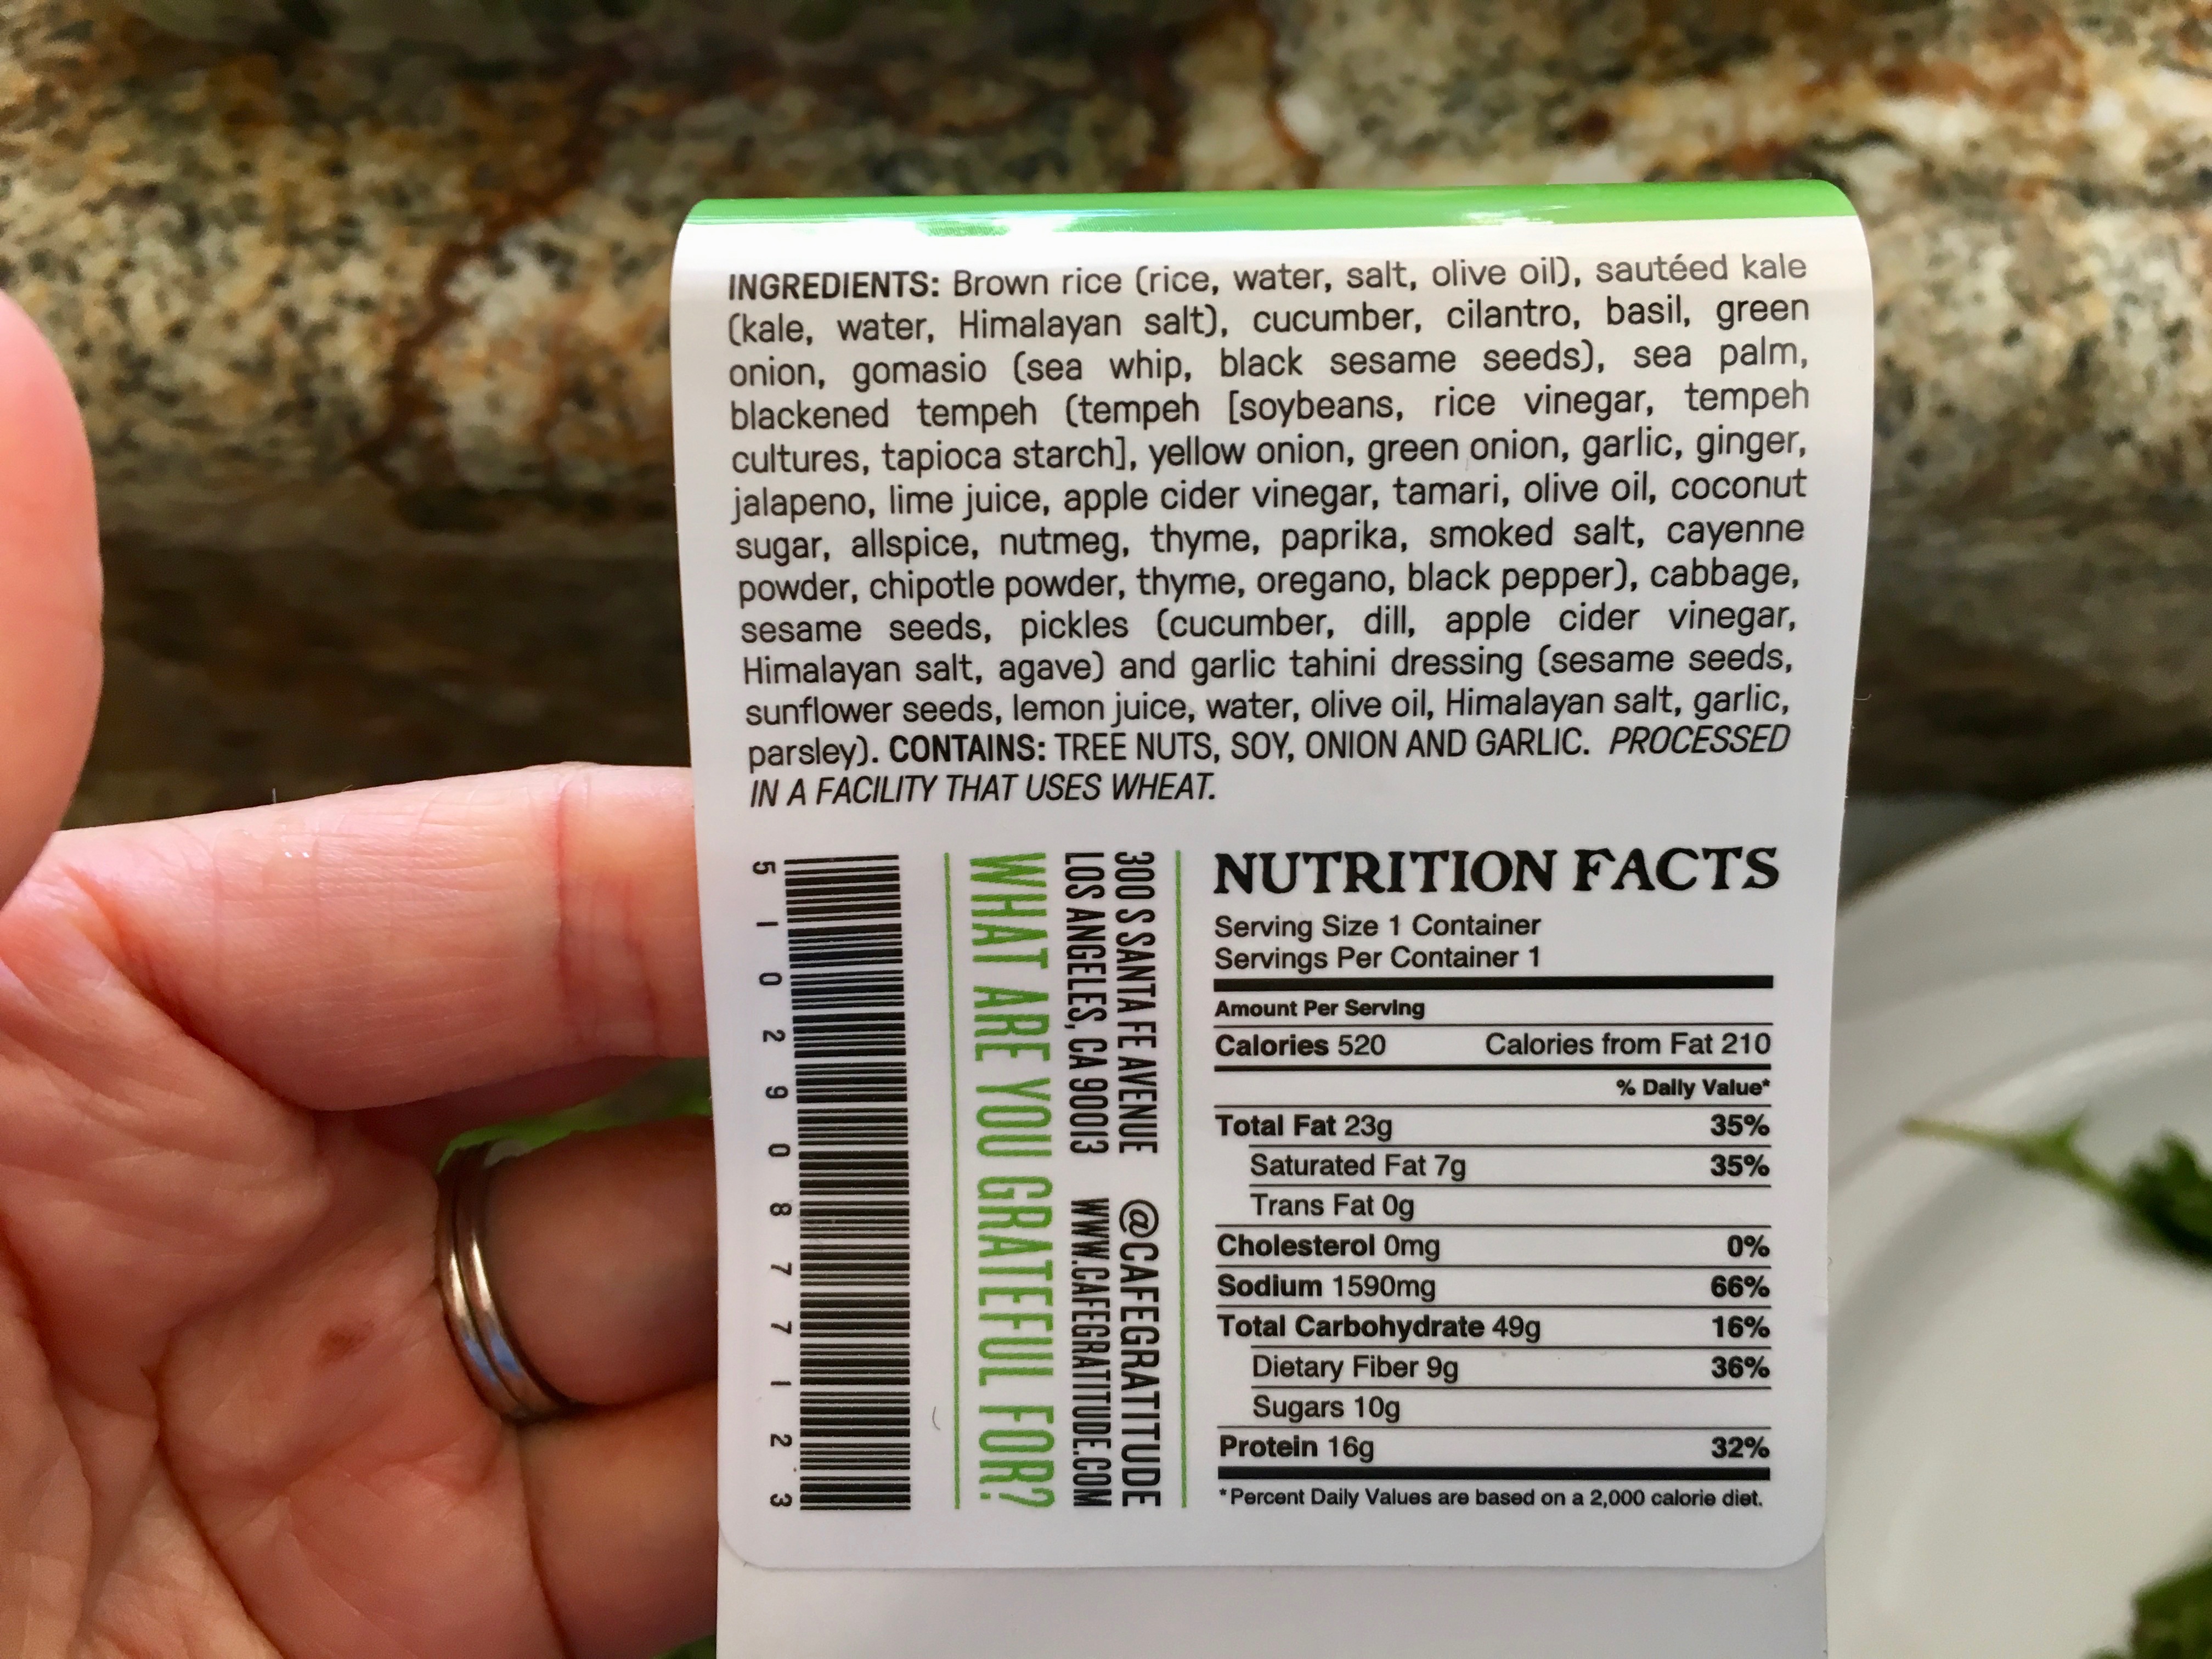 INGREDIENTS: Brown rice (rice, water, salt, olive oil), sautéed kale
(kale, water, Himalayan salt), cucumber, cilantro, basil, green
onion, gomasio (sea whip, black sesame seeds), sea palm,
blackened tempeh (tempeh [soybeans, rice vinegar, tempeh
cultures, tapioca starch], yellow onion, green onion, garlic, ginger,
jalapeno, lime juice, apple cider vinegar, tamari, olive oil, coconut
sugar, allspice, nutmeg, thyme, paprika, smoked salt, cayenne
powder, chipotle powder, thyme, oregano, black pepper), cabbage,
sesame seeds, pickles (cucumber, dill, apple cider vinegar,
Himalayan salt, agave) and garlic tahini dressing (sesame seeds,
sunflower seeds, lemon juice, water, olive oil, Himalayan salt, garlic,
parsley). CONTAINS: TREE NUTS, SOY, ONION AND GARLIC. PROCESSED
IN A FACILITY THAT USES WHEAT.
5 1 0 2 9 0 8 7 7 1 2 3
WHAT ARE YOU GRATEFUL FOR?
300 S SANTA FE AVENUE @CAFEGRATITUDE
LOS ANGELES, CA 90013 WWW.CAFEGRATITUDE.COM
NUTRITION FACTS
Serving Size 1 Container
Servings Per Container 1
Amount Per Serving
Calories 520 Calories from Fat 210
% Daily Value*
Total Fat 23g 35%
Saturated Fat 7g 35%
Trans Fat 0g
Cholesterol 0mg 0%
Sodium 1590mg 66%
Total Carbohydrate 49g 16%
Dietary Fiber 9g 36%
Sugars 10g
Protein 16g 32%
*Percent Daily Values are based on a 2,000 calorie diet.